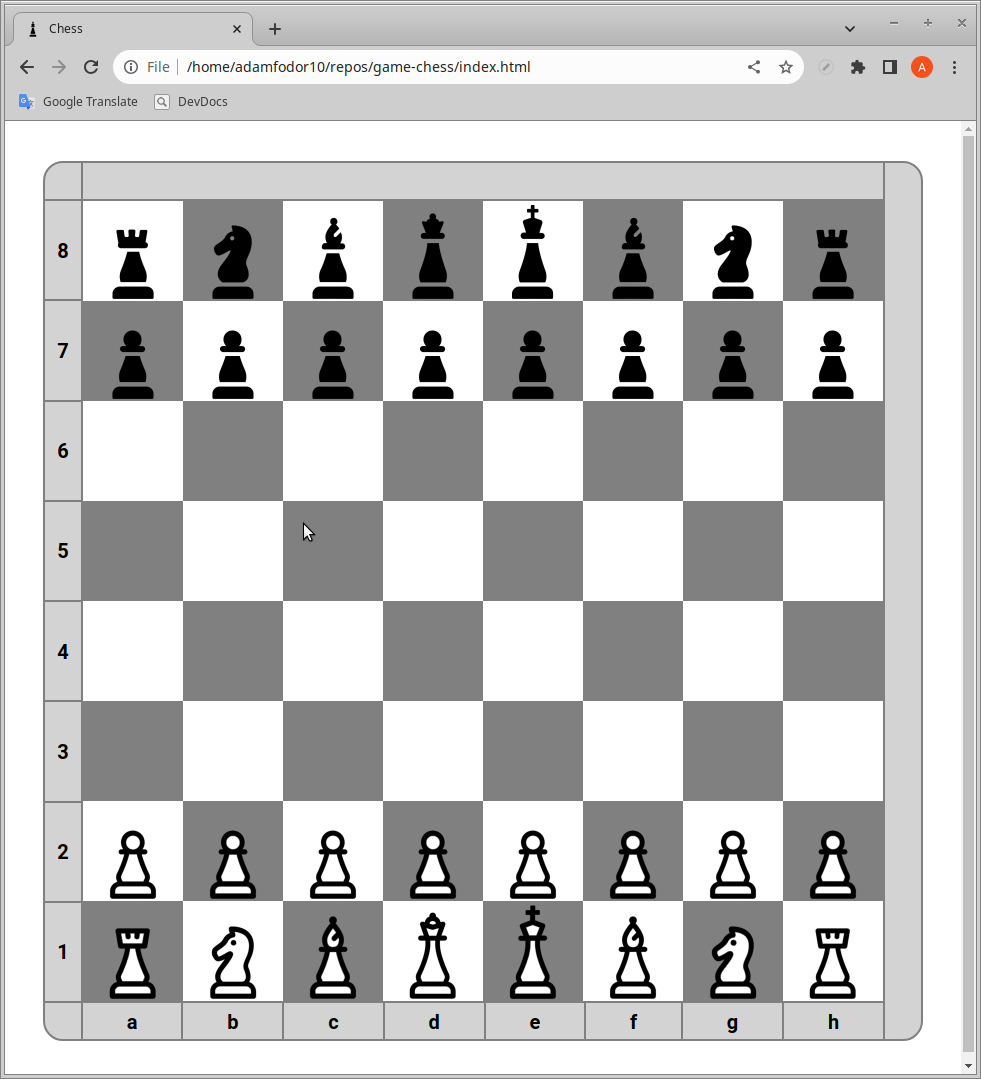 Chess
File /home/adamfodor10/repos/game-chess/index.html A
Google Translate DevDocs
8
7
6
5
4
3
2
1
a b c d e f g h